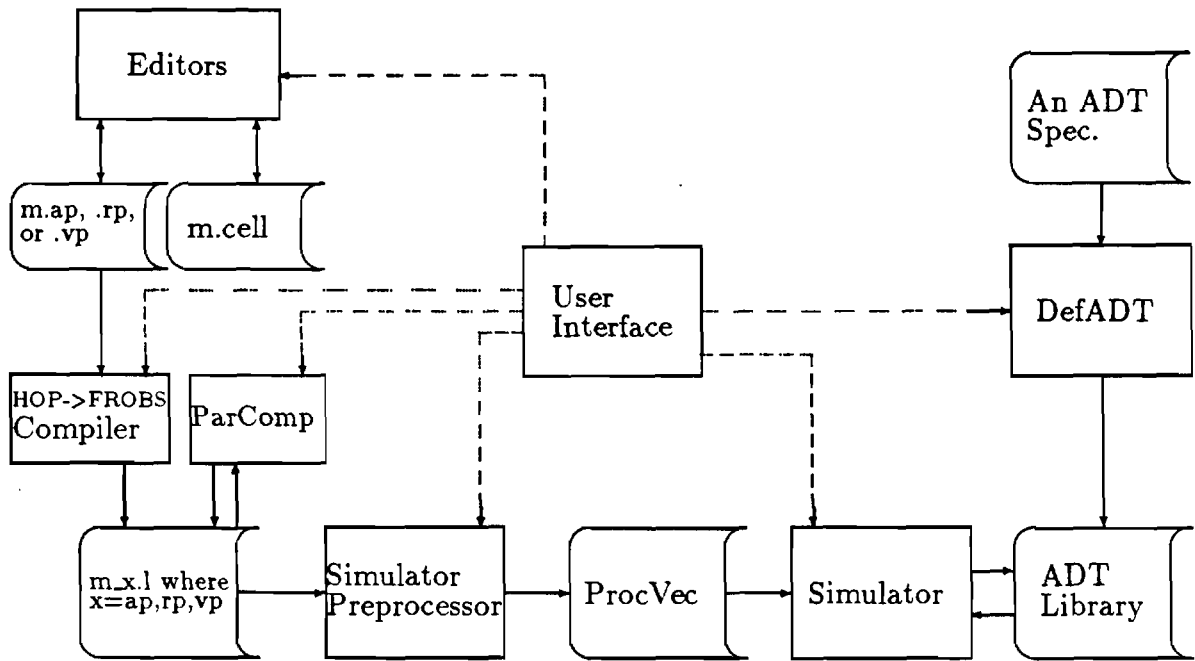 Editors
An ADT
Spec.
m.ap, .rp,
or .vp
m.cell
User
Interface
DefADT
HOP->FROBS
Compiler
ParComp
m_x.l where
x=ap,rp,vp
Simulator
Preprocessor
ProcVec
Simulator
ADT
Library